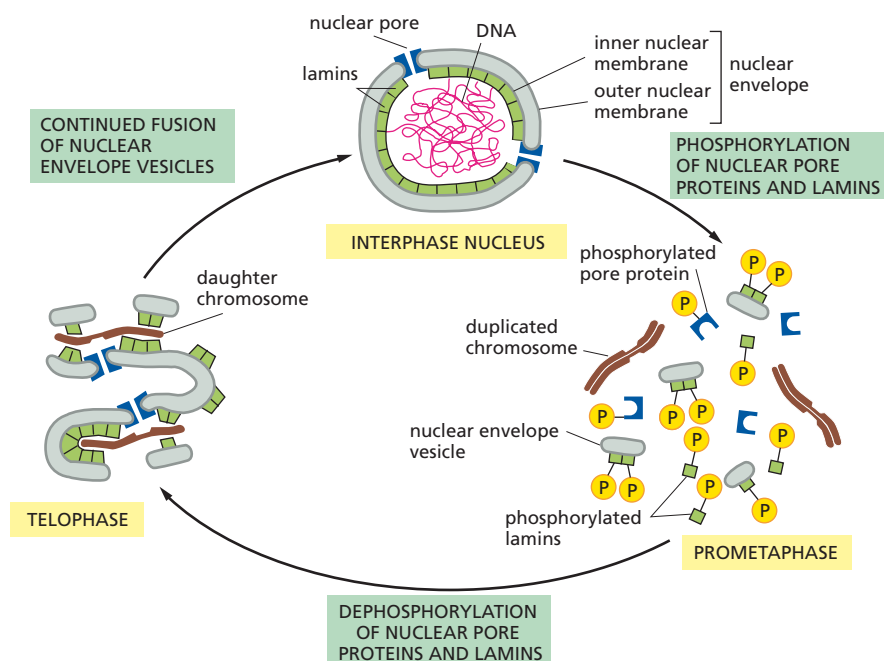 nuclear pore
DNA
lamins
inner nuclear
membrane
outer nuclear
membrane
nuclear
envelope
CONTINUED FUSION
OF NUCLEAR
ENVELOPE VESICLES
PHOSPHORYLATION
OF NUCLEAR PORE
PROTEINS AND LAMINS
INTERPHASE NUCLEUS
daughter
chromosome
phosphorylated
pore protein
P
P
P
duplicated
chromosome
P
P
P
P
P
nuclear envelope
vesicle
P
P
P
P
phosphorylated
lamins
TELOPHASE
PROMETAPHASE
DEPHOSPHORYLATION
OF NUCLEAR PORE
PROTEINS AND LAMINS